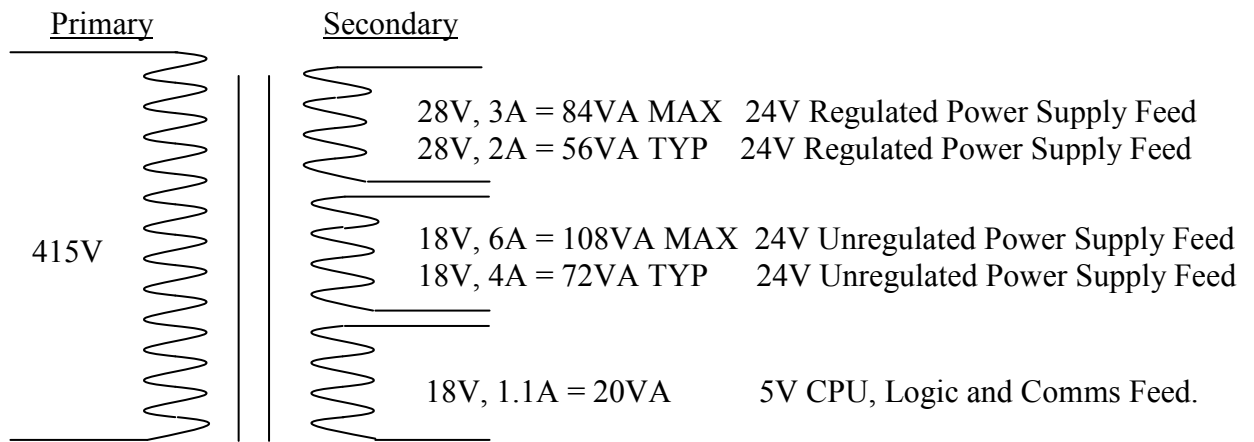 Primary
Secondary
28V, 3A = 84VA MAX 24V Regulated Power Supply Feed
28V, 2A = 56VA TYP 24V Regulated Power Supply Feed
415V
18V, 6A = 108VA MAX 24V Unregulated Power Supply Feed
18V, 4A = 72VA TYP 24V Unregulated Power Supply Feed
18V, 1.1A = 20VA 5V CPU, Logic and Comms Feed.